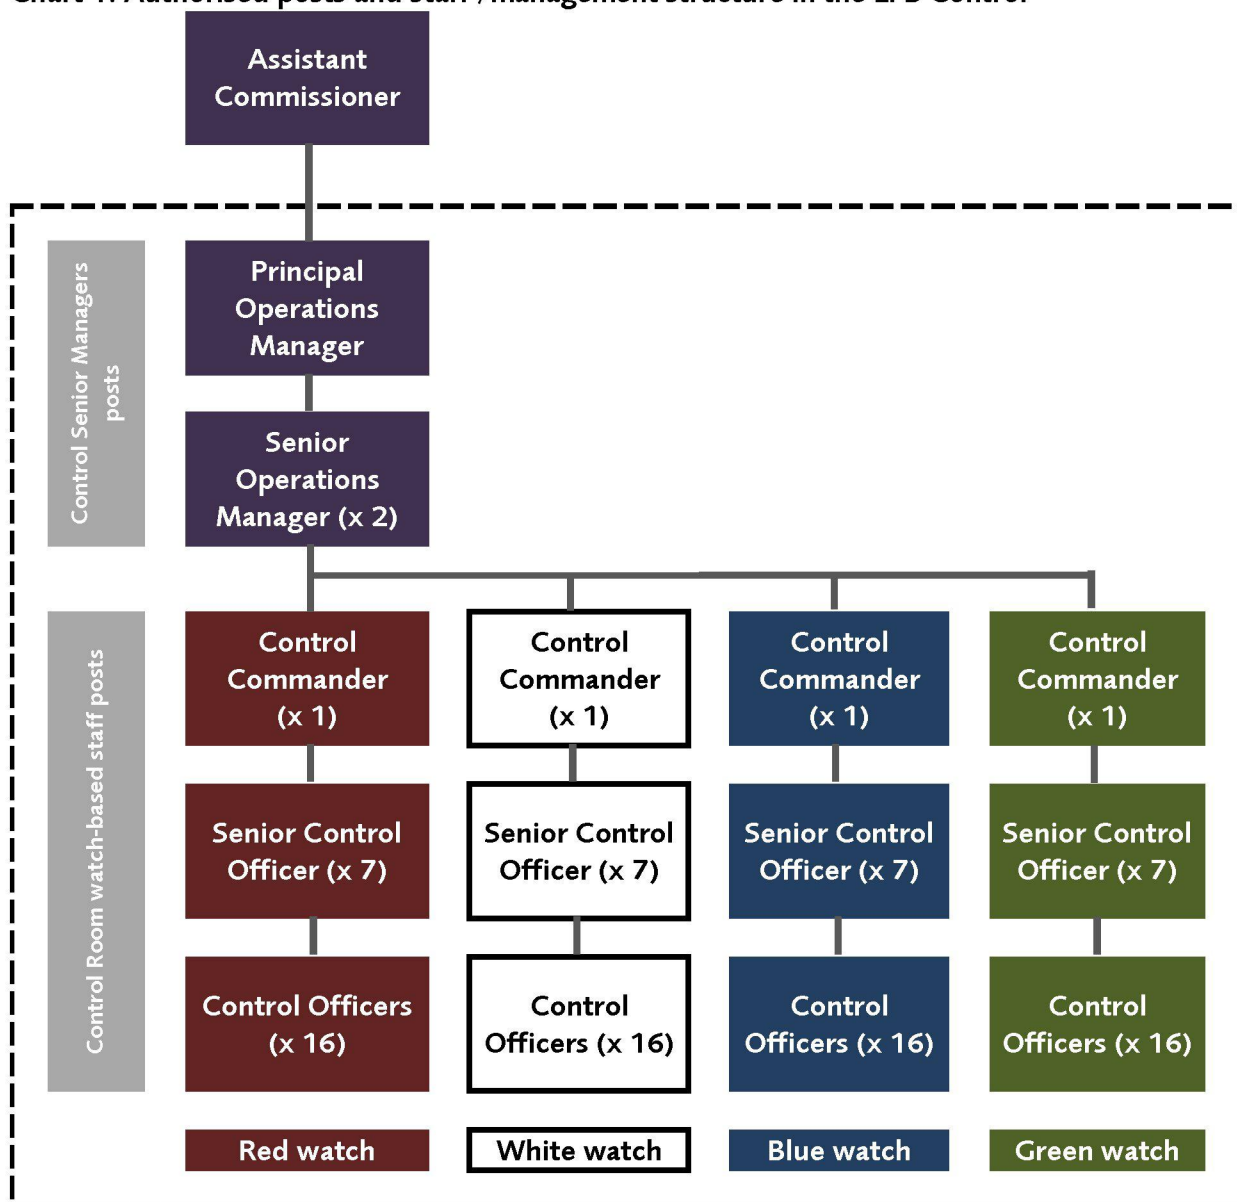 Assistant
Commissioner
Control Senior Managers
posts
Principal
Operations
Manager
Senior
Operations
Manager (x 2)
Control Room watch-based staff posts
Control
Commander
(x 1)
Control
Commander
(x 1)
Control
Commander
(x 1)
Control
Commander
(x 1)
Senior Control
Officer (x 7)
Senior Control
Officer (x 7)
Senior Control
Officer (x 7)
Senior Control
Officer (x 7)
Control Officers
(x 16)
Control
Officers (x 16)
Control
Officers (x 16)
Control
Officers (x 16)
Red watch
White watch
Blue watch
Green watch